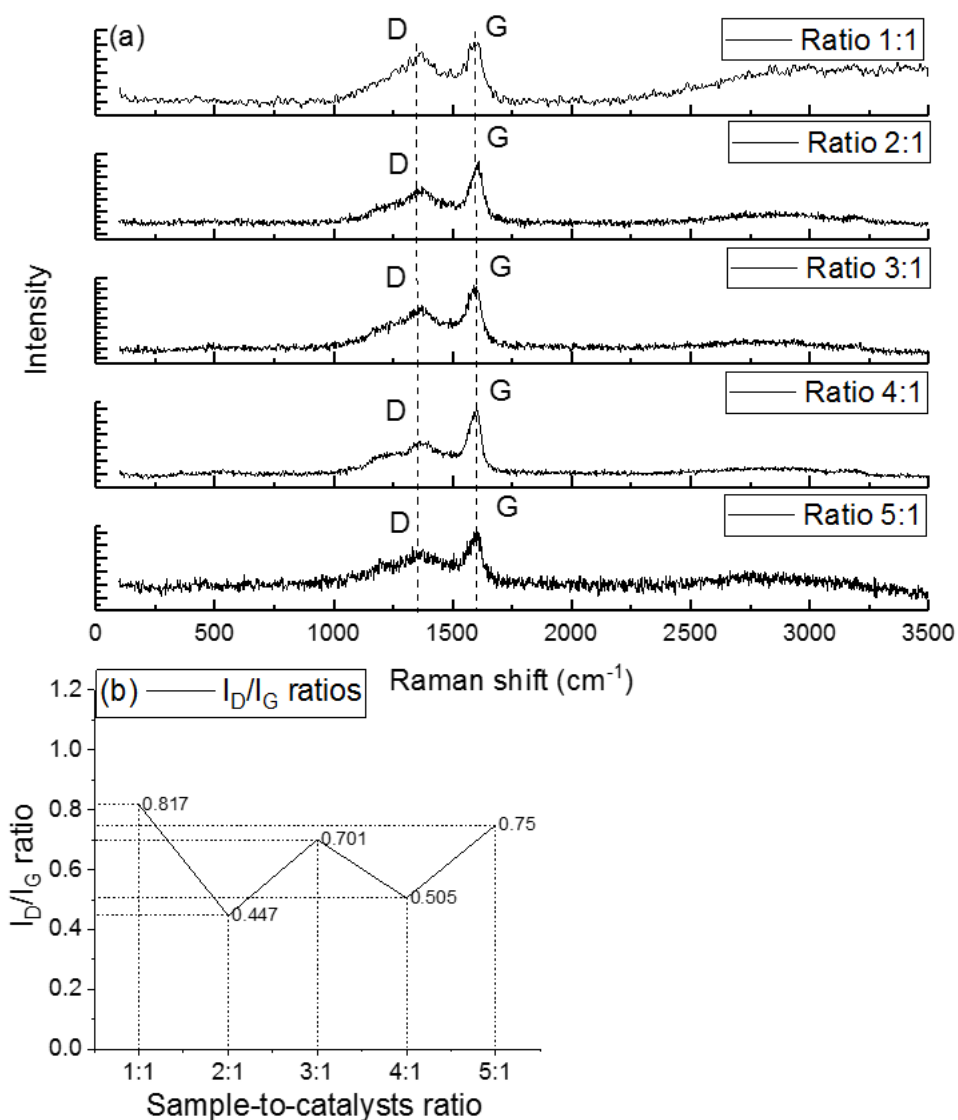 (a)
D
G
Ratio 1:1
D
G
Ratio 2:1
D
G
Ratio 3:1
D
G
Ratio 4:1
D
G
Ratio 5:1
Intensity
0 500 1000 1500 2000 2500 3000 3500
Raman shift (cm⁻¹)
(b) I_D/I_G ratios
1.2
1.0
0.8
0.6
0.4
0.2
0.0
I_D/I_G ratio
0.817
0.447
0.701
0.505
0.75
1:1 2:1 3:1 4:1 5:1
Sample-to-catalysts ratio